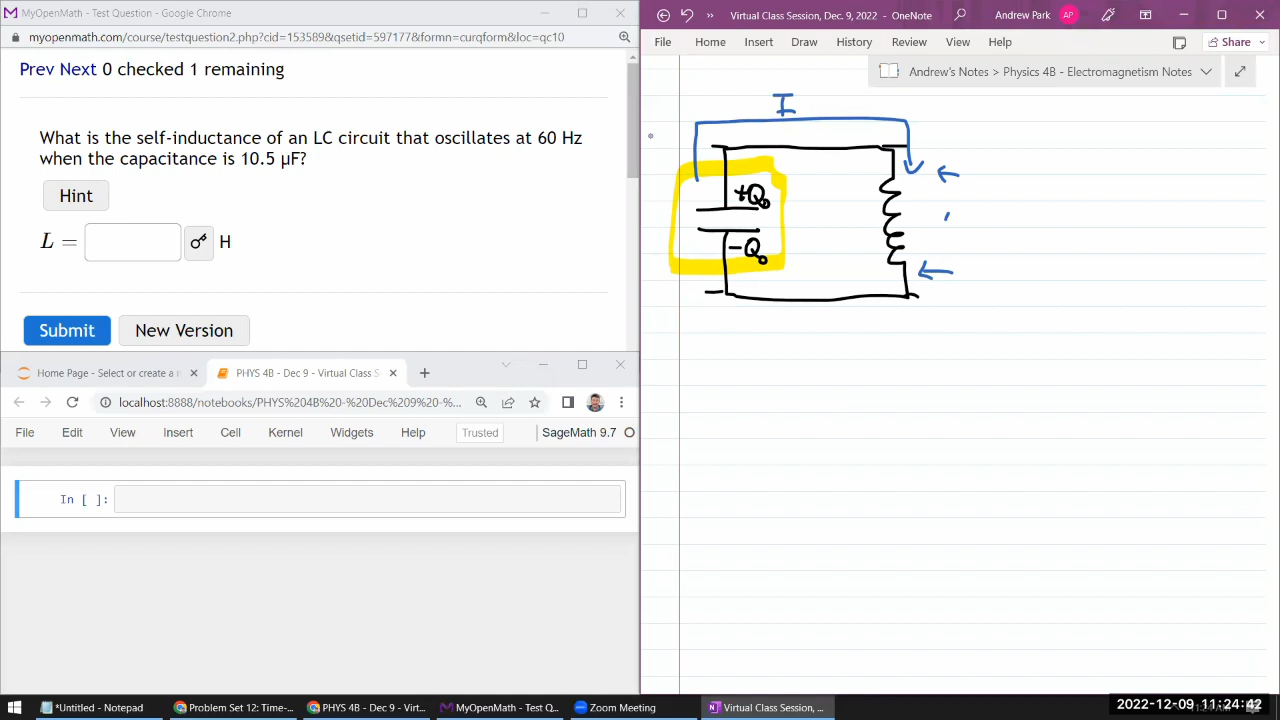 MyOpenMath - Test Question - Google Chrome
myopenmath.com/course/testquestion2.php?cid=153589&qsetid=597177&formn=curqform&loc=qc10
Prev Next 0 checked 1 remaining
What is the self-inductance of an LC circuit that oscillates at 60 Hz
when the capacitance is 10.5 μF?
Hint
L = H
Submit New Version
Home Page - Select or create a n
PHYS 4B - Dec 9 - Virtual Class S
localhost:8888/notebooks/PHYS%204B%20-%20Dec%209%20-%...
File Edit View Insert Cell Kernel Widgets Help Trusted SageMath 9.7
In [ ]:
Virtual Class Session, Dec. 9, 2022 - OneNote
Andrew Park AP
File Home Insert Draw History Review View Help Share
Andrew's Notes > Physics 4B - Electromagnetism Notes
I
+Q0
-Q0
*Untitled - Notepad
Problem Set 12: Time-...
PHYS 4B - Dec 9 - Virt...
MyOpenMath - Test Q...
Zoom Meeting
Virtual Class Session,...
2022-12-09 11:24:42